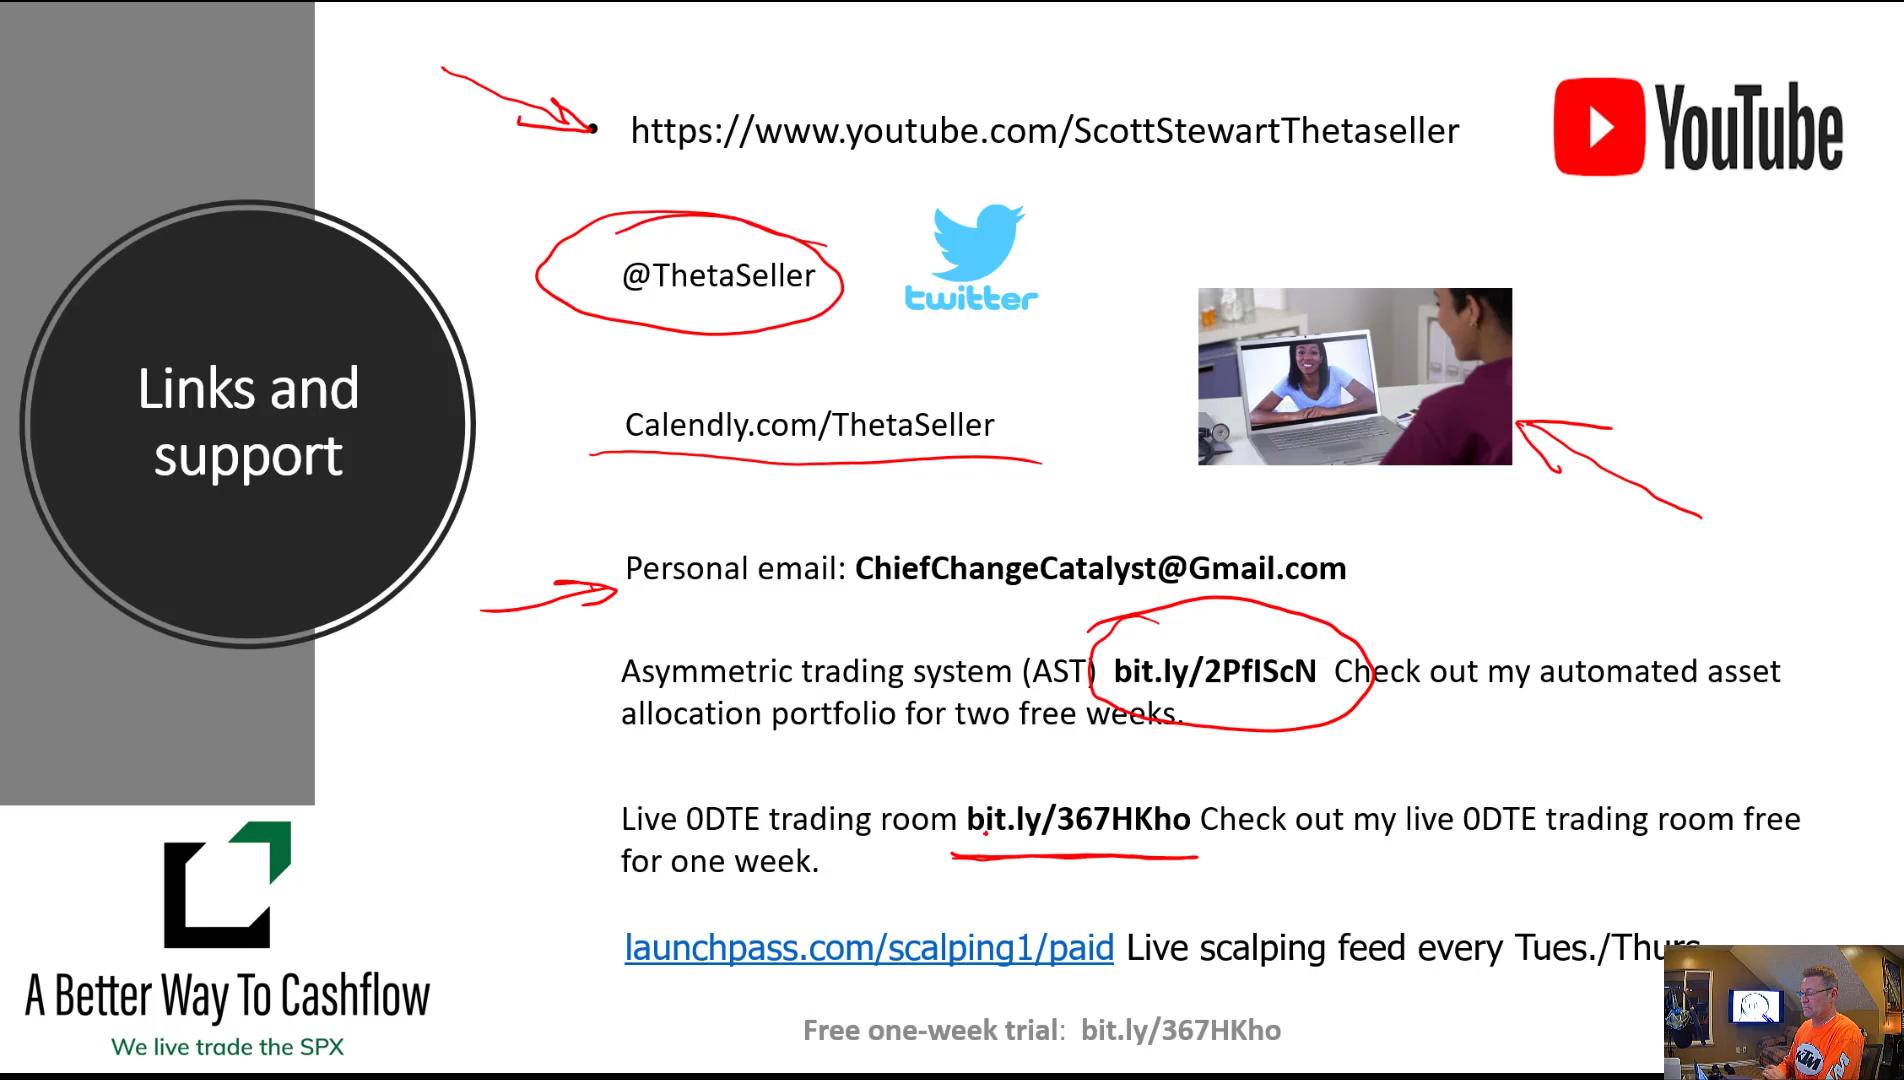 https://www.youtube.com/ScottStewartThetaseller
YouTube
@ThetaSeller
twitter
Links and
support
Calendly.com/ThetaSeller
Personal email: ChiefChangeCatalyst@Gmail.com
Asymmetric trading system (AST) bit.ly/2PfIScN Check out my automated asset
allocation portfolio for two free weeks.
Live 0DTE trading room bit.ly/367HKho Check out my live 0DTE trading room free
for one week.
launchpass.com/scalping1/paid Live scalping feed every Tues./Thurs
A Better Way To Cashflow
We live trade the SPX
Free one-week trial: bit.ly/367HKho
KTM